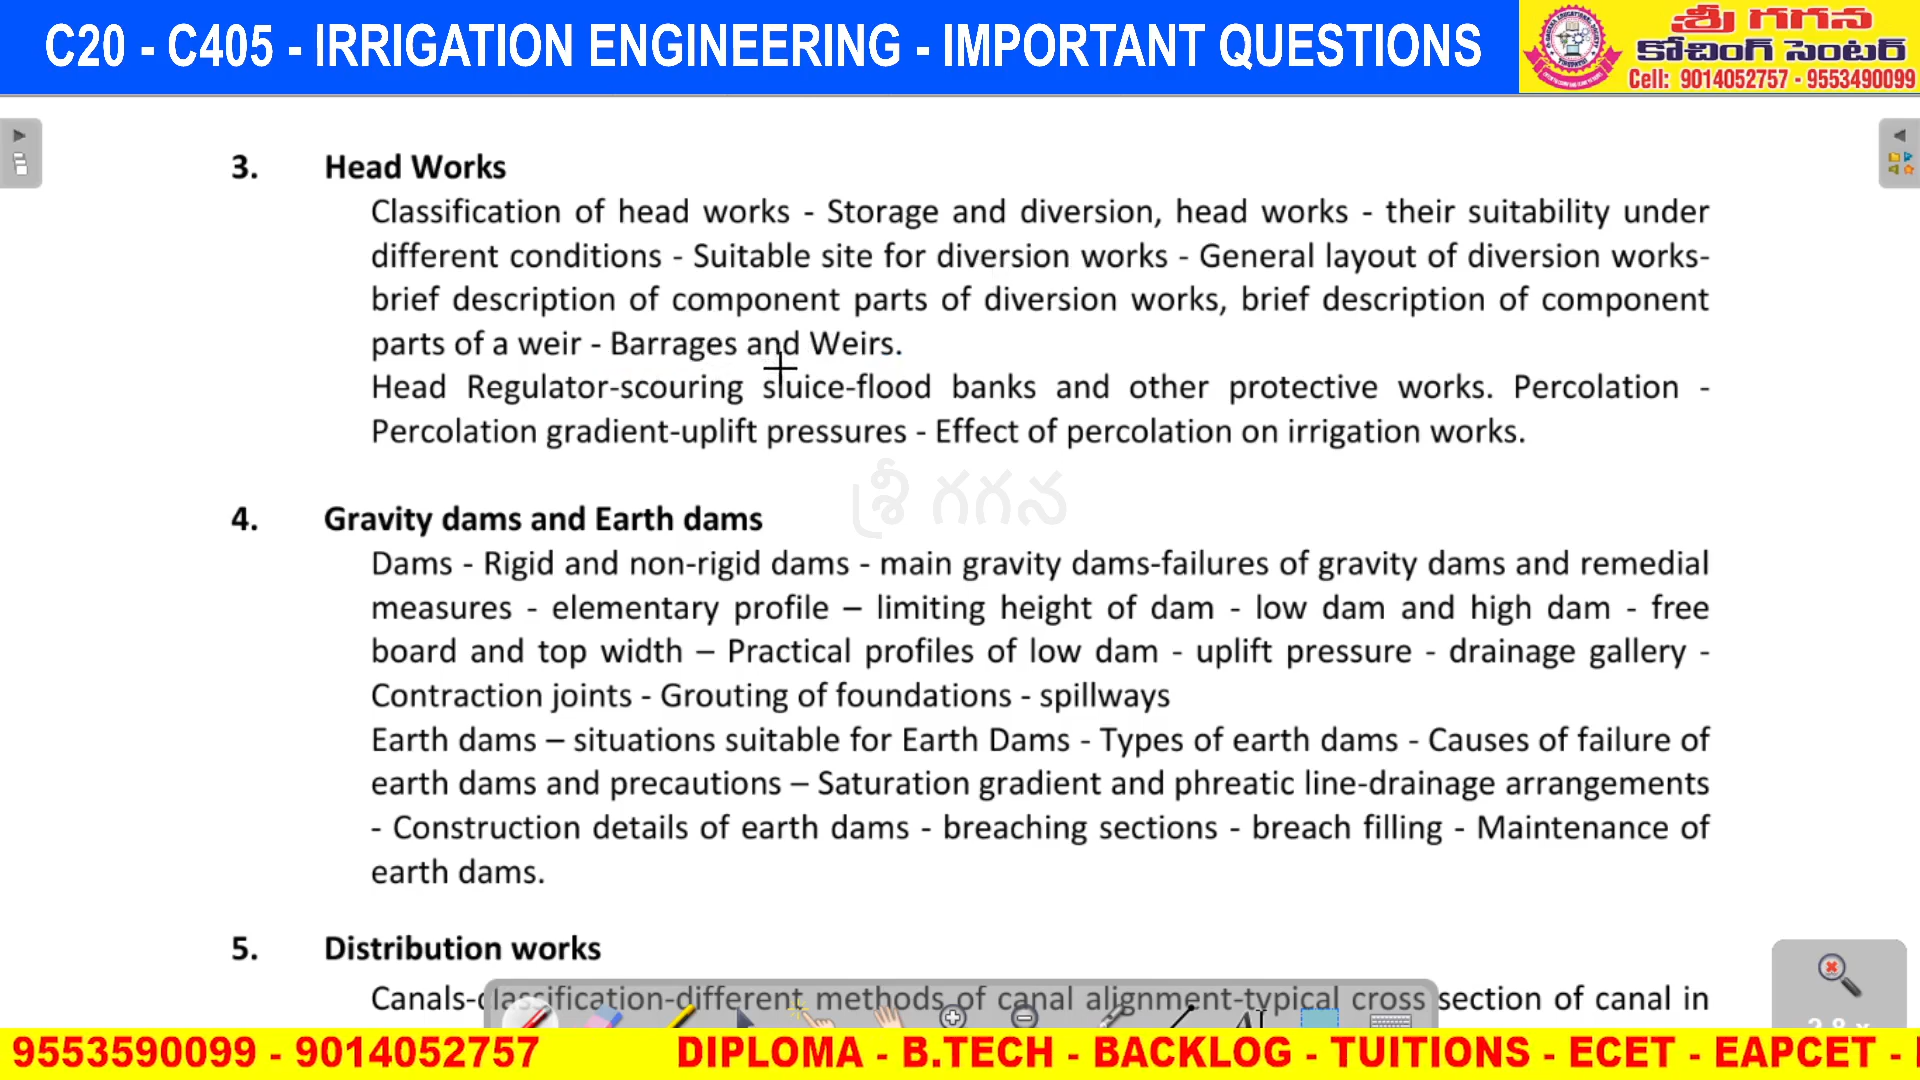 C20 - C405 - IRRIGATION ENGINEERING - IMPORTANT QUESTIONS
శ్రీ గగన
కోచింగ్ సెంటర్
Cell: 9014052757 - 9553490099
3. Head Works
Classification of head works - Storage and diversion, head works - their suitability under
different conditions - Suitable site for diversion works - General layout of diversion works-
brief description of component parts of diversion works, brief description of component
parts of a weir - Barrages and Weirs.
Head Regulator-scouring sluice-flood banks and other protective works. Percolation -
Percolation gradient-uplift pressures - Effect of percolation on irrigation works.
శ్రీ గగన
4. Gravity dams and Earth dams
Dams - Rigid and non-rigid dams - main gravity dams-failures of gravity dams and remedial
measures - elementary profile – limiting height of dam - low dam and high dam - free
board and top width – Practical profiles of low dam - uplift pressure - drainage gallery -
Contraction joints - Grouting of foundations - spillways
Earth dams – situations suitable for Earth Dams - Types of earth dams - Causes of failure of
earth dams and precautions – Saturation gradient and phreatic line-drainage arrangements
- Construction details of earth dams - breaching sections - breach filling - Maintenance of
earth dams.
5. Distribution works
Canals-classification-different methods of canal alignment-typical cross section of canal in
9553590099 - 9014052757 DIPLOMA - B.TECH - BACKLOG - TUITIONS - ECET - EAPCET -